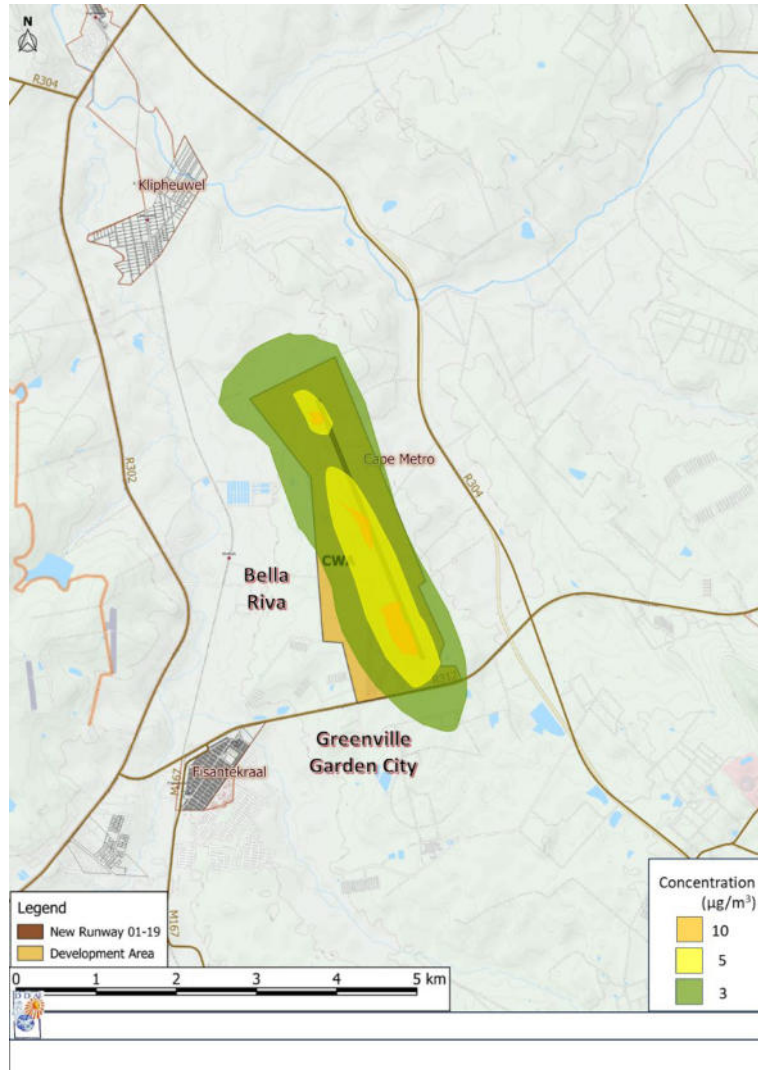 N
R304
Klipheuwel
R302
Cape Metro
R304
CWA
Bella
Riva
R312
Greenville
Garden City
Fisantekraal
M167
M167
Legend
New Runway 01-19
Development Area
0 1 2 3 4 5 km
Concentration
(µg/m³)
10
5
3